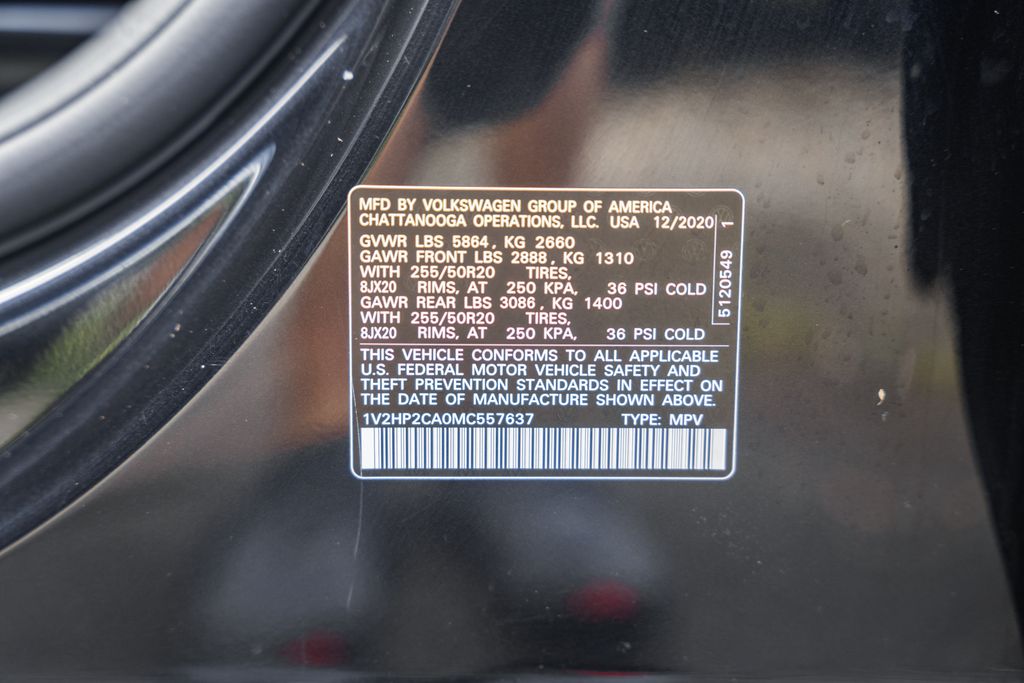 MFD BY VOLKSWAGEN GROUP OF AMERICA
CHATTANOOGA OPERATIONS, LLC. USA 12/2020
GVWR LBS 5864, KG 2660
GAWR FRONT LBS 2888, KG 1310
WITH 255/50R20 TIRES,
8JX20 RIMS, AT 250 KPA, 36 PSI COLD
GAWR REAR LBS 3086, KG 1400
WITH 255/50R20 TIRES,
8JX20 RIMS, AT 250 KPA, 36 PSI COLD
5120549 1
THIS VEHICLE CONFORMS TO ALL APPLICABLE
U.S. FEDERAL MOTOR VEHICLE SAFETY AND
THEFT PREVENTION STANDARDS IN EFFECT ON
THE DATE OF MANUFACTURE SHOWN ABOVE.
1V2HP2CA0MC557637 TYPE: MPV